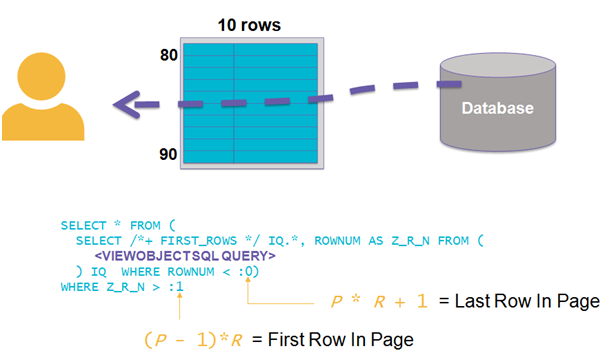 10 rows
80
Database
90
SELECT * FROM (
SELECT /*+ FIRST_ROWS */ IQ.*, ROWNUM AS Z_R_N FROM (
<VIEWOBJECTSQL QUERY>
) IQ WHERE ROWNUM < :0)
WHERE Z_R_N > :1
P * R + 1 = Last Row In Page
(P - 1)*R = First Row In Page